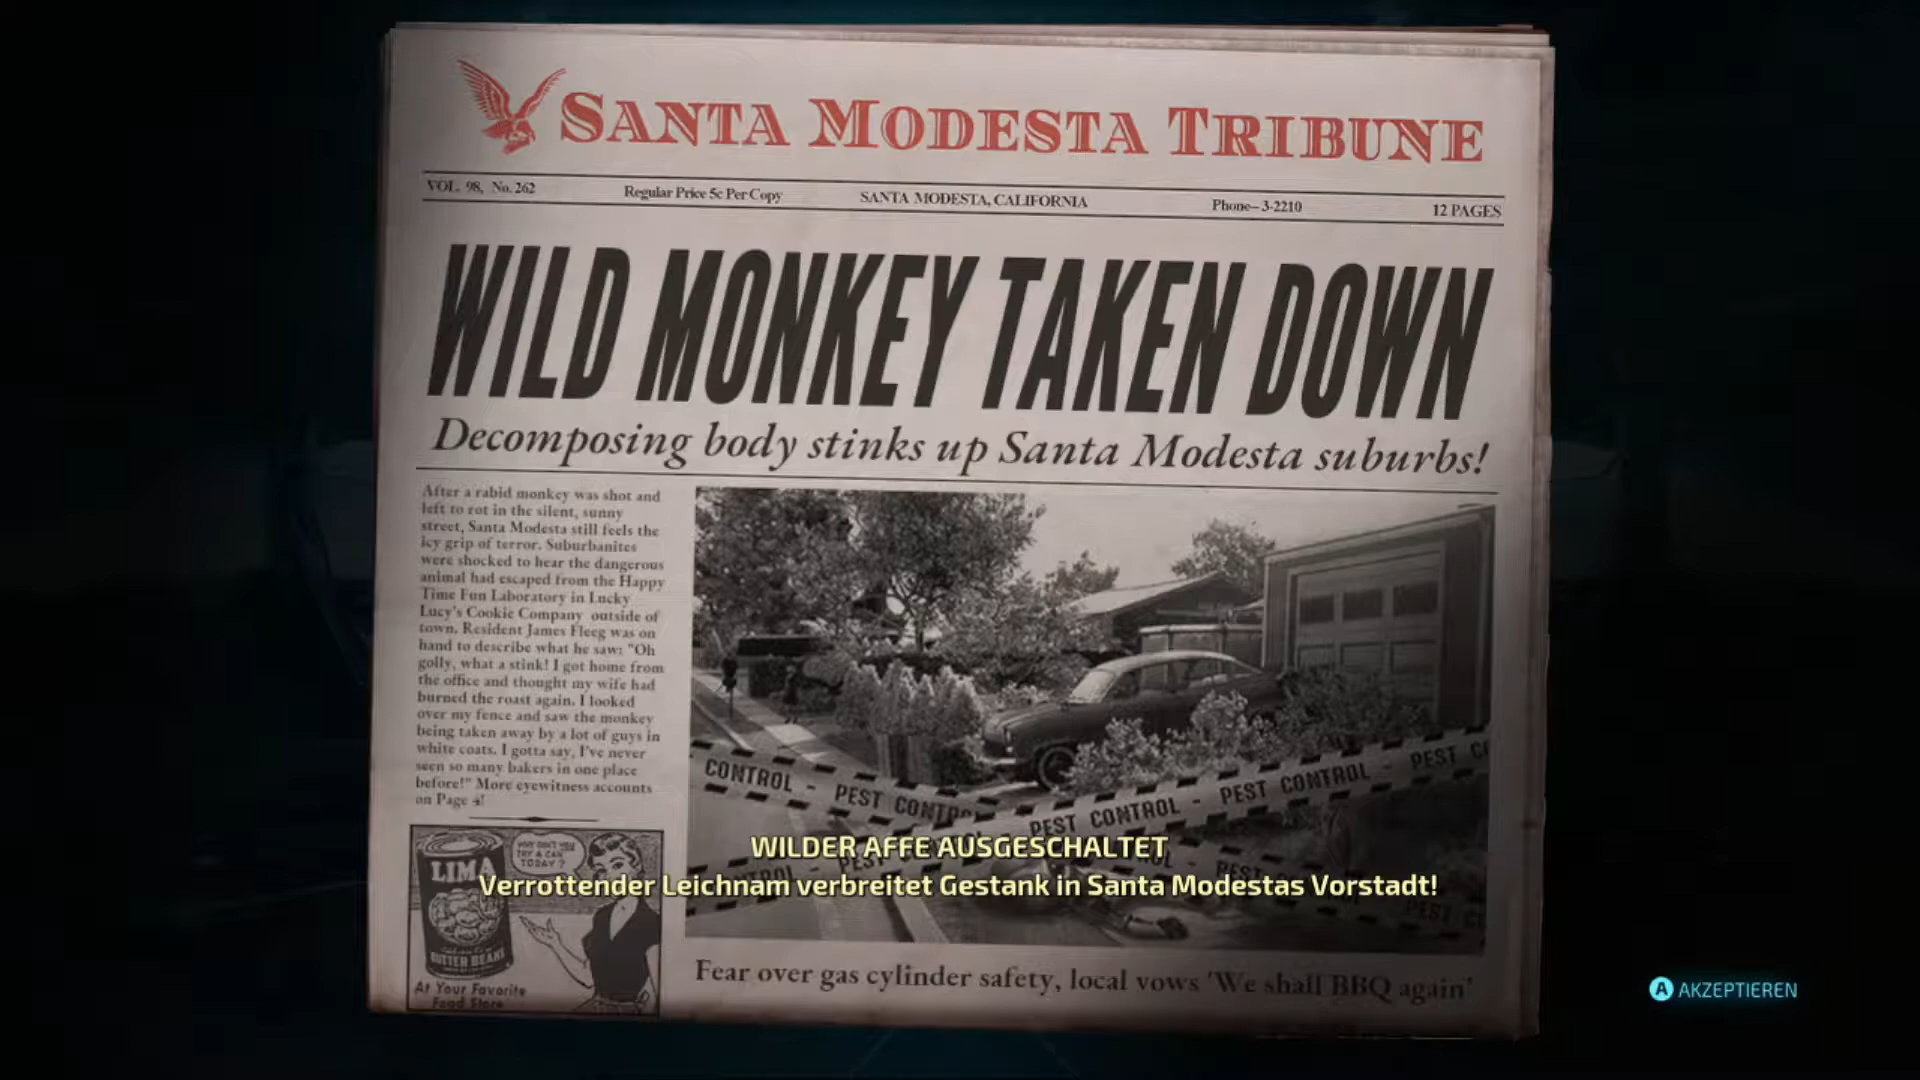 SANTA MODESTA TRIBUNE
VOL. 98, No. 262 Regular Price 5c Per Copy SANTA MODESTA, CALIFORNIA Phone–3-2210 12 PAGES
WILD MONKEY TAKEN DOWN
Decomposing body stinks up Santa Modesta suburbs!
After a rabid monkey was shot and
left to rot in the silent, sunny
street, Santa Modesta still feels the
icy grip of terror. Suburbanites
were shocked to hear the dangerous
animal had escaped from the Happy
Time Fun Laboratory in Lucky
Lucy's Cookie Company outside of
town. Resident James Fleeg was on
hand to describe what he saw: "Oh
golly, what a stink! I got home from
the office and thought my wife had
burned the roast again. I looked
over my fence and saw the monkey
being taken away by a lot of guys in
white coats. I gotta say, I've never
seen so many bakers in one place
before!" More eyewitness accounts
on Page 4!
CONTROL - PEST CONTROL
PEST CONTROL - PEST CONTROL - PEST C
WHY DON'T YOU
TRY A CAN
TODAY?
LIMA
BUTTER BEANS
At Your Favorite
Food Store
WILDER AFFE AUSGESCHALTET
Verrottender Leichnam verbreitet Gestank in Santa Modestas Vorstadt!
Fear over gas cylinder safety, local vows 'We shall BBQ again'
A AKZEPTIEREN